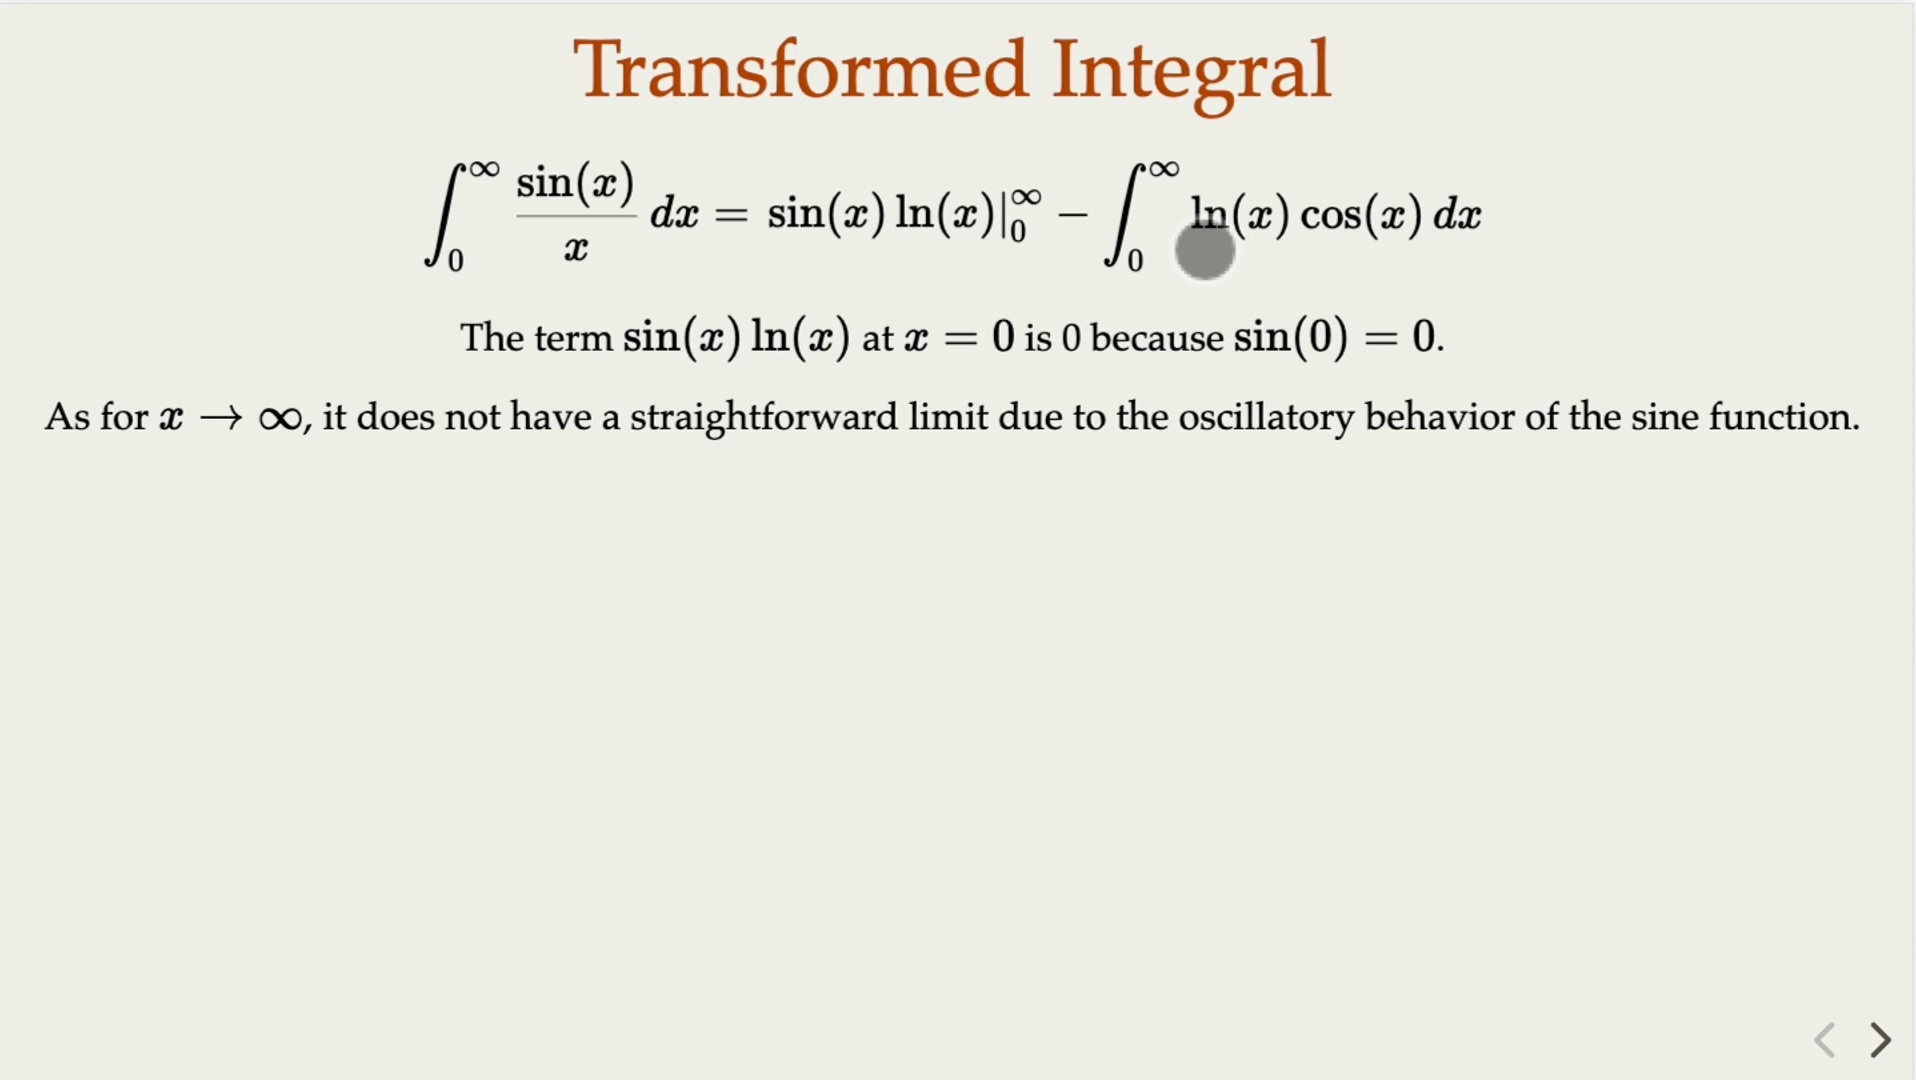 Transformed Integral
∫₀^∞ sin(x)/x dx = sin(x) ln(x)|₀^∞ − ∫₀^∞ ln(x) cos(x) dx
The term sin(x) ln(x) at x = 0 is 0 because sin(0) = 0.
As for x → ∞, it does not have a straightforward limit due to the oscillatory behavior of the sine function.